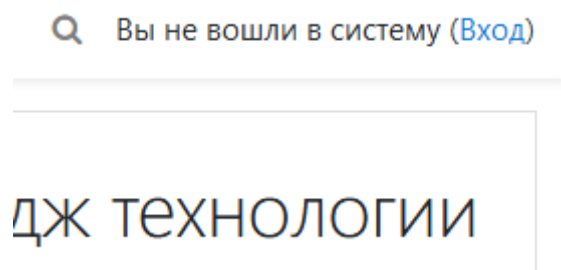 Вы не вошли в систему (Вход)
дж технологии